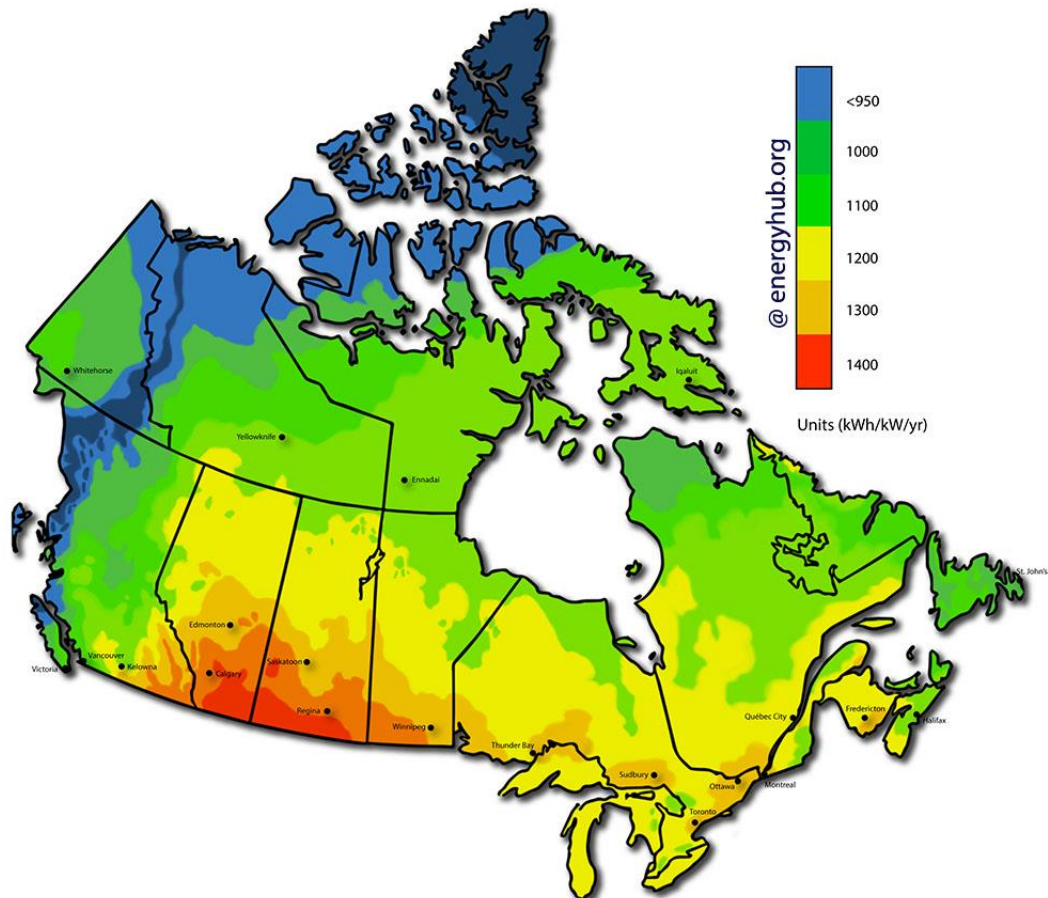 <950
1000
1100
1200
1300
1400
@ energyhub.org
Units (kWh/kW/yr)
Whitehorse
Iqaluit
Yellowknife
Ennadai
St. John's
Edmonton
Vancouver
Saskatoon
Victoria
Kelowna
Calgary
Regina
Winnipeg
Québec City
Fredericton
Halifax
Thunder Bay
Sudbury
Ottawa
Montreal
Toronto